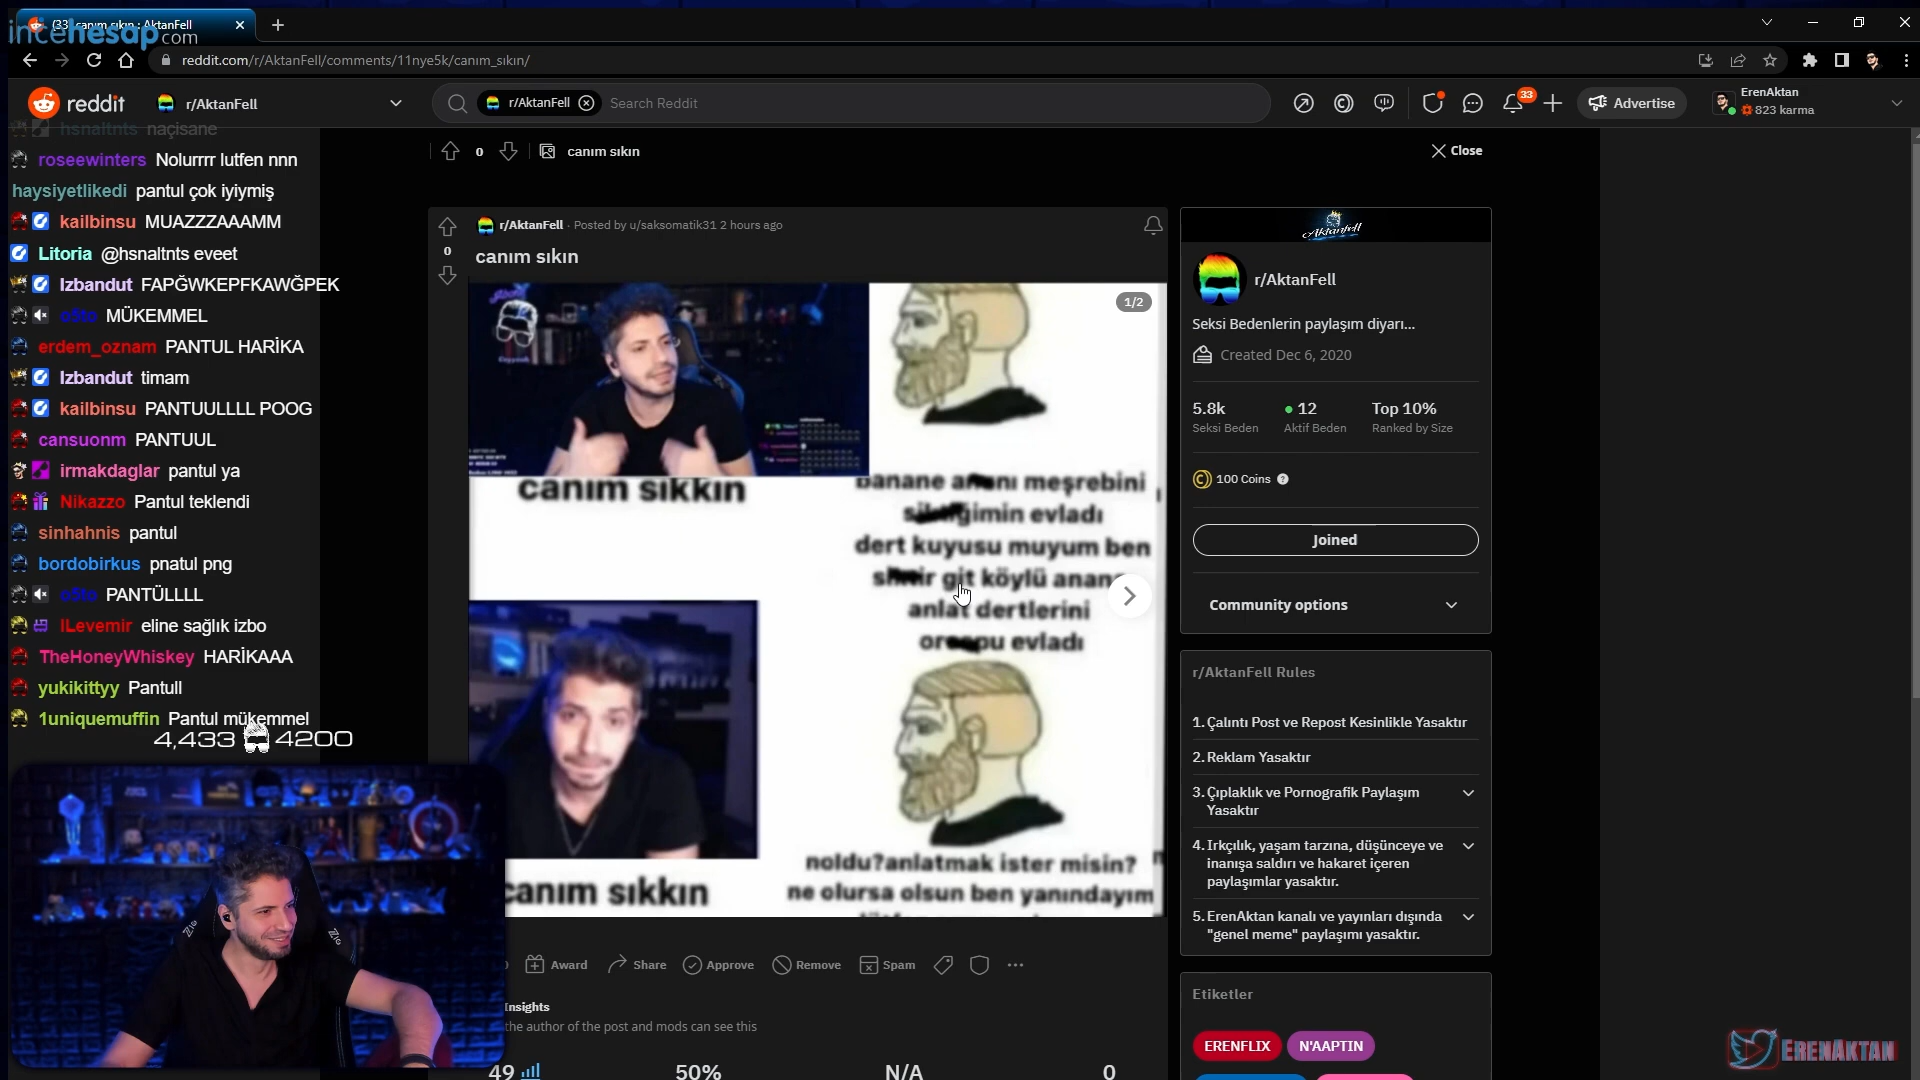 (33) canım sıkın : AktanFell
incehesap.com
reddit.com/r/AktanFell/comments/11nye5k/canım_sıkın/
reddit
r/AktanFell
r/AktanFell
Search Reddit
33
Advertise
ErenAktan
823 karma
hsnaltnts naçisane
roseewinters Nolurrrr lutfen nnn
haysiyetlikedi pantul çok iyiymiş
kailbinsu MUAZZZAAAMM
Litoria @hsnaltnts eveet
Izbandut FAPĞWKEPFKAWĞPEK
o5to MÜKEMMEL
erdem_oznam PANTUL HARİKA
Izbandut timam
kailbinsu PANTUULLLL POOG
cansuonm PANTUUL
irmakdaglar pantul ya
Nikazzo Pantul teklendi
sinhahnis pantul
bordobirkus pnatul png
o5to PANTÜLLLL
ILevemir eline sağlık izbo
TheHoneyWhiskey HARİKAAA
yukikittyy Pantull
1uniquemuffin Pantul mükemmel
4,433 4200
0
canım sıkın
Close
r/AktanFell · Posted by u/saksomatik31 2 hours ago
0
canım sıkın
1/2
canım sıkkın
banane meşrebini
evladı
dert kuyusu muyum ben
git köylü
anlat dertlerini
evladı
canım sıkkın
noldu?anlatmak ister misin?
ne olursa olsun ben yanındayım
Award
Share
Approve
Remove
Spam
Insights
the author of the post and mods can see this
49
50%
N/A
0
Aktanfell
r/AktanFell
Seksi Bedenlerin paylaşım diyarı...
Created Dec 6, 2020
5.8k
12
Top 10%
Seksi Beden
Aktif Beden
Ranked by Size
100 Coins
Joined
Community options
r/AktanFell Rules
1. Çalıntı Post ve Repost Kesinlikle Yasaktır
2. Reklam Yasaktır
3. Çıplaklık ve Pornografik Paylaşım
Yasaktır
4. Irkçılık, yaşam tarzına, düşünceye ve
inanışa saldırı ve hakaret içeren
paylaşımlar yasaktır.
5. ErenAktan kanalı ve yayınları dışında
"genel meme" paylaşımı yasaktır.
Etiketler
ERENFLIX
N'AAPTIN
ERENAKTAN